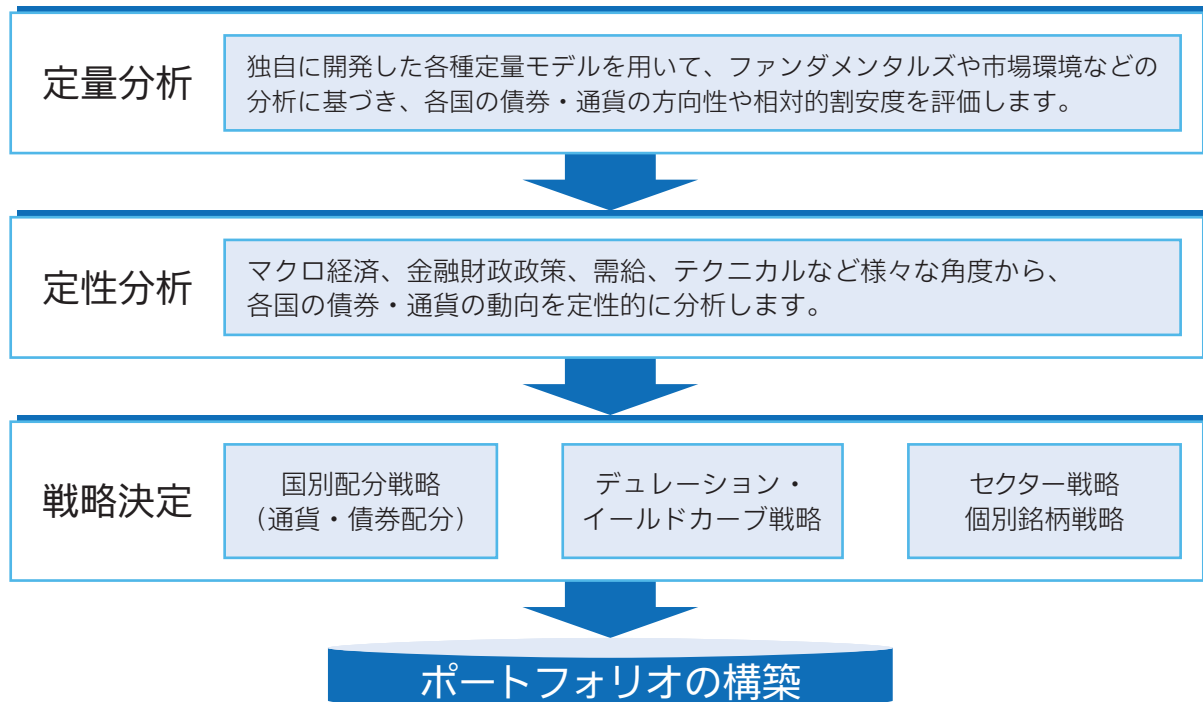 定量分析
独自に開発した各種定量モデルを用いて、ファンダメンタルズや市場環境などの
分析に基づき、各国の債券・通貨の方向性や相対的割安度を評価します。
定性分析
マクロ経済、金融財政政策、需給、テクニカルなど様々な角度から、
各国の債券・通貨の動向を定性的に分析します。
戦略決定
国別配分戦略
（通貨・債券配分）
デュレーション・
イールドカーブ戦略
セクター戦略
個別銘柄戦略
ポートフォリオの構築